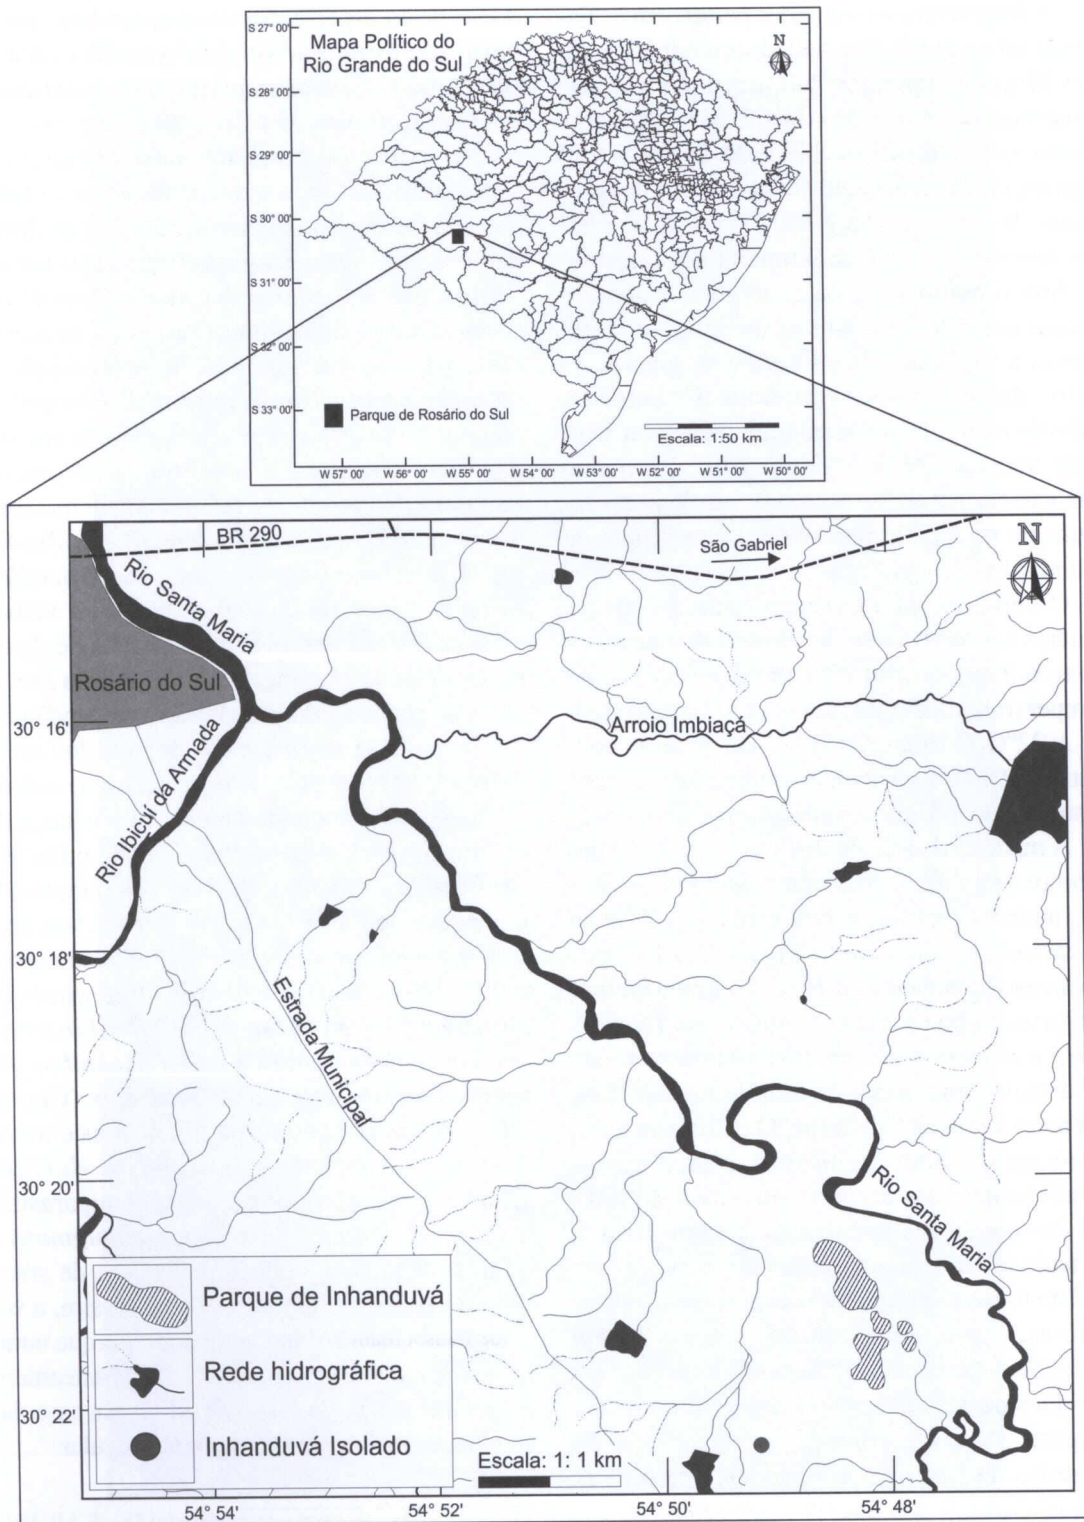 S 27° 00'
Mapa Político do
Rio Grande do Sul
N
S 28° 00'
S 29° 00'
S 30° 00'
S 31° 00'
S 32° 00'
S 33° 00'
Parque de Rosário do Sul
Escala: 1:50 km
W 57° 00' W 56° 00' W 55° 00' W 54° 00' W 53° 00' W 52° 00' W 51° 00' W 50° 00'
BR 290
São Gabriel
N
Rio Santa Maria
Rosário do Sul
30° 16'
Arroio Imbiaçá
Rio Ibicuí da Armada
30° 18'
Estrada Municipal
30° 20'
Rio Santa Maria
Parque de Inhanduvá
Rede hidrográfica
30° 22'
Inhanduvá Isolado
Escala: 1: 1 km
54° 54' 54° 52' 54° 50' 54° 48'